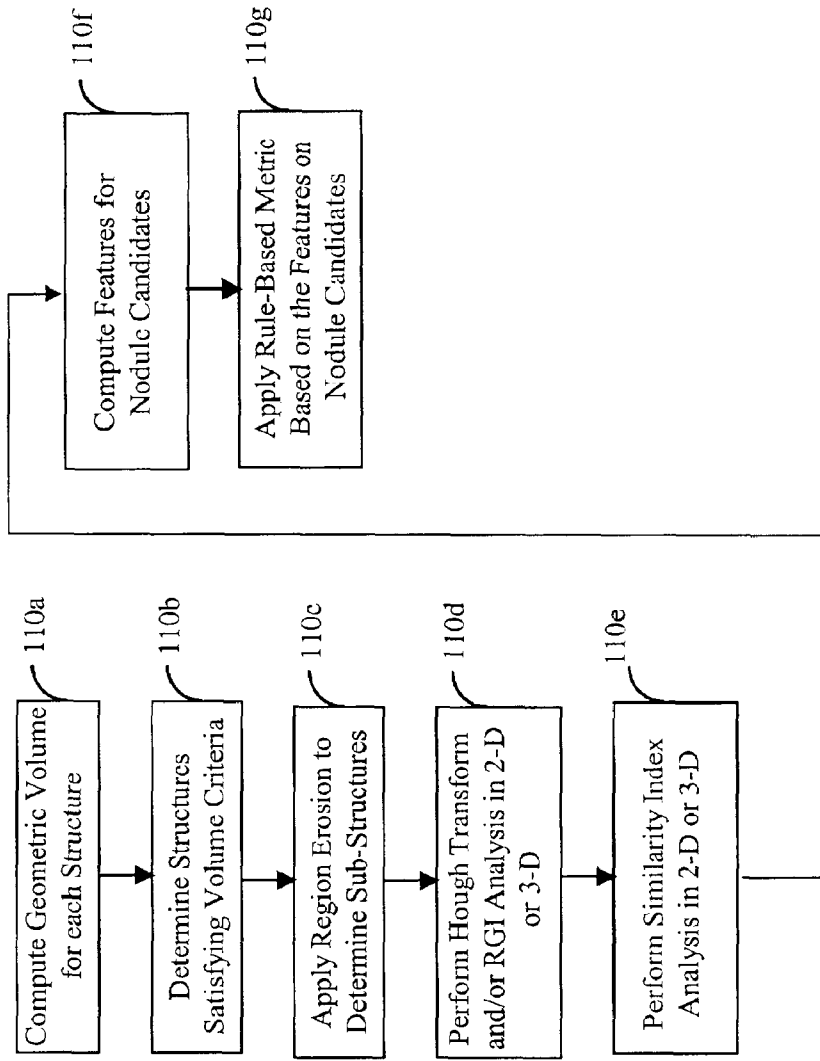 Compute Geometric Volume
for each Structure
110a
Determine Structures
Satisfying Volume Criteria
110b
Apply Region Erosion to
Determine Sub-Structures
110c
Perform Hough Transform
and/or RGI Analysis in 2-D
or 3-D
110d
Perform Similarity Index
Analysis in 2-D or 3-D
110e
Compute Features for
Nodule Candidates
110f
Apply Rule-Based Metric
Based on the Features on
Nodule Candidates
110g